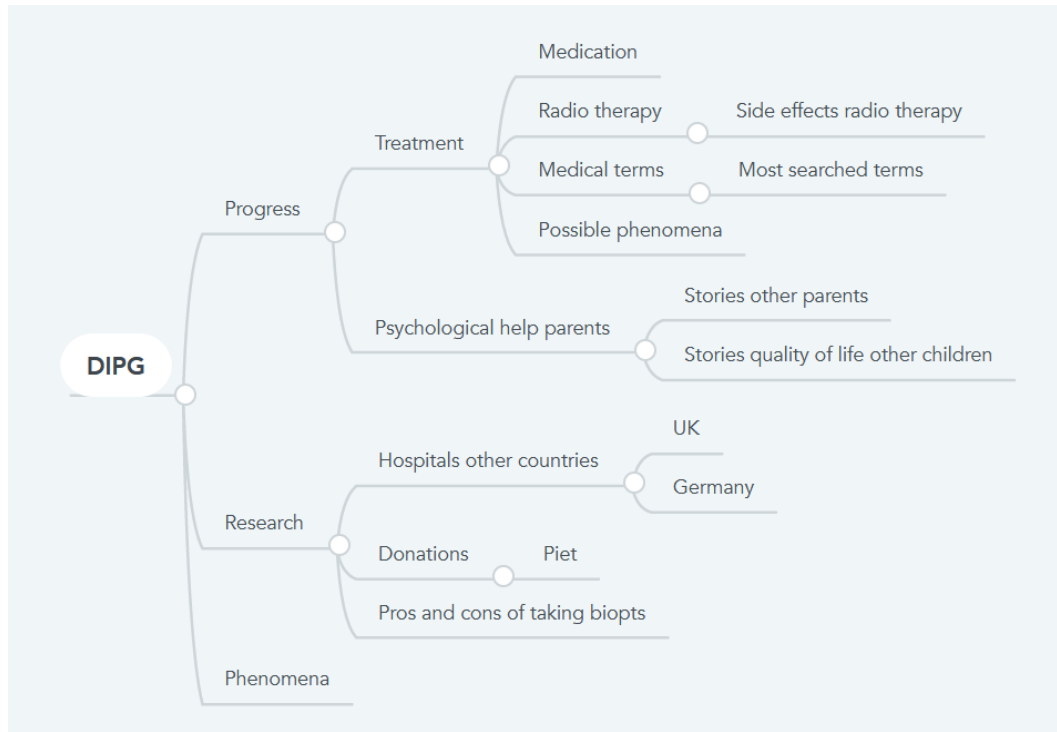 DIPG
Progress
Treatment
Medication
Radio therapy
Side effects radio therapy
Medical terms
Most searched terms
Possible phenomena
Psychological help parents
Stories other parents
Stories quality of life other children
Research
Hospitals other countries
UK
Germany
Donations
Piet
Pros and cons of taking biopts
Phenomena